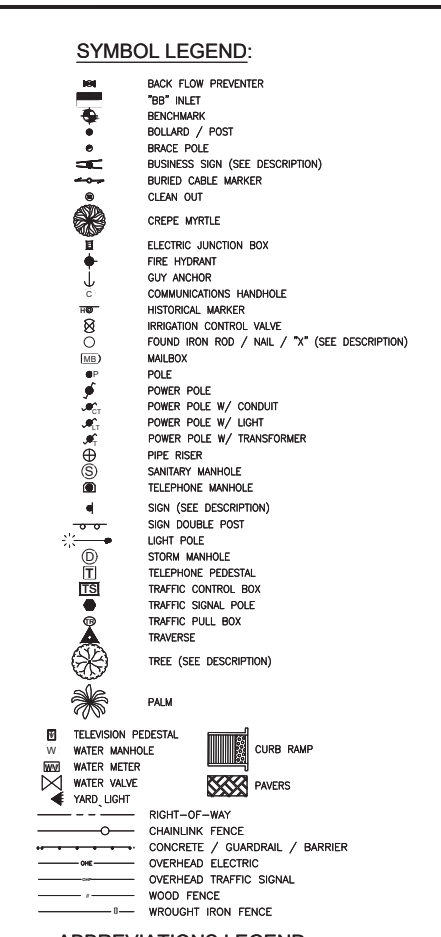 SYMBOL LEGEND:
BACK FLOW PREVENTER
"BB" INLET
BENCHMARK
BOLLARD / POST
BRACE POLE
BUSINESS SIGN (SEE DESCRIPTION)
BURIED CABLE MARKER
CLEAN OUT
CREPE MYRTLE
ELECTRIC JUNCTION BOX
FIRE HYDRANT
GUY ANCHOR
C COMMUNICATIONS HANDHOLE
HISTORICAL MARKER
IRRIGATION CONTROL VALVE
FOUND IRON ROD / NAIL / "X" (SEE DESCRIPTION)
MB MAILBOX
P POLE
POWER POLE
CT POWER POLE W/ CONDUIT
LT POWER POLE W/ LIGHT
T POWER POLE W/ TRANSFORMER
PIPE RISER
S SANITARY MANHOLE
TELEPHONE MANHOLE
SIGN (SEE DESCRIPTION)
SIGN DOUBLE POST
LIGHT POLE
D STORM MANHOLE
T TELEPHONE PEDESTAL
TS TRAFFIC CONTROL BOX
TRAFFIC SIGNAL POLE
TR TRAFFIC PULL BOX
TRAVERSE
TREE (SEE DESCRIPTION)
PALM
TELEVISION PEDESTAL
W WATER MANHOLE
CURB RAMP
WATER METER
WATER VALVE
PAVERS
YARD LIGHT
RIGHT-OF-WAY
CHAINLINK FENCE
CONCRETE / GUARDRAIL / BARRIER
OHE OVERHEAD ELECTRIC
OVERHEAD TRAFFIC SIGNAL
WOOD FENCE
WROUGHT IRON FENCE
ABBREVIATIONS LEGEND